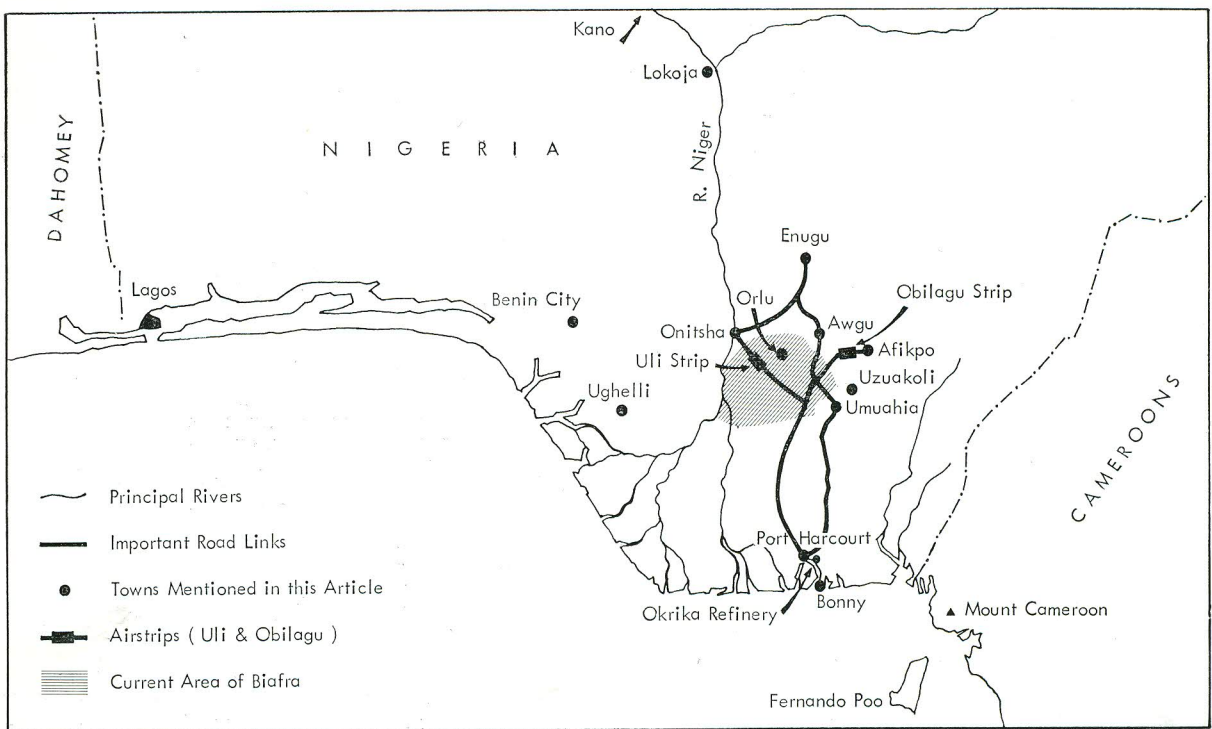 Kano
Lokoja
DAHOMEY
NIGERIA
R. Niger
Enugu
Lagos
Benin City
Orlu
Obilagu Strip
Onitsha
Awgu
Uli Strip
Afikpo
Ughelli
Uzuakoli
Umuahia
CAMEROONS
Principal Rivers
Important Road Links
Port Harcourt
Towns Mentioned in this Article
Okrika Refinery
Bonny
Mount Cameroon
Airstrips ( Uli & Obilagu )
Current Area of Biafra
Fernando Poo